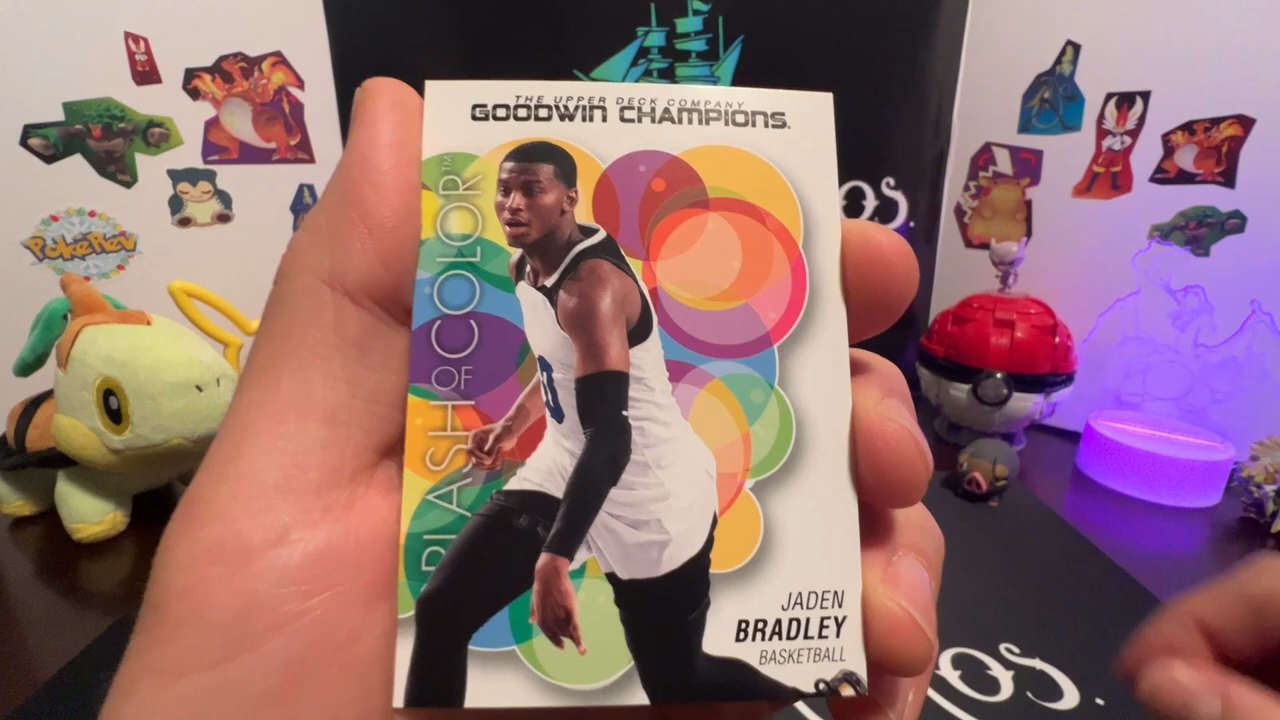 THE UPPER DECK COMPANY
GOODWIN CHAMPIONS.
SPLASH OF COLOR™
PokeRev
JADEN
BRADLEY
BASKETBALL